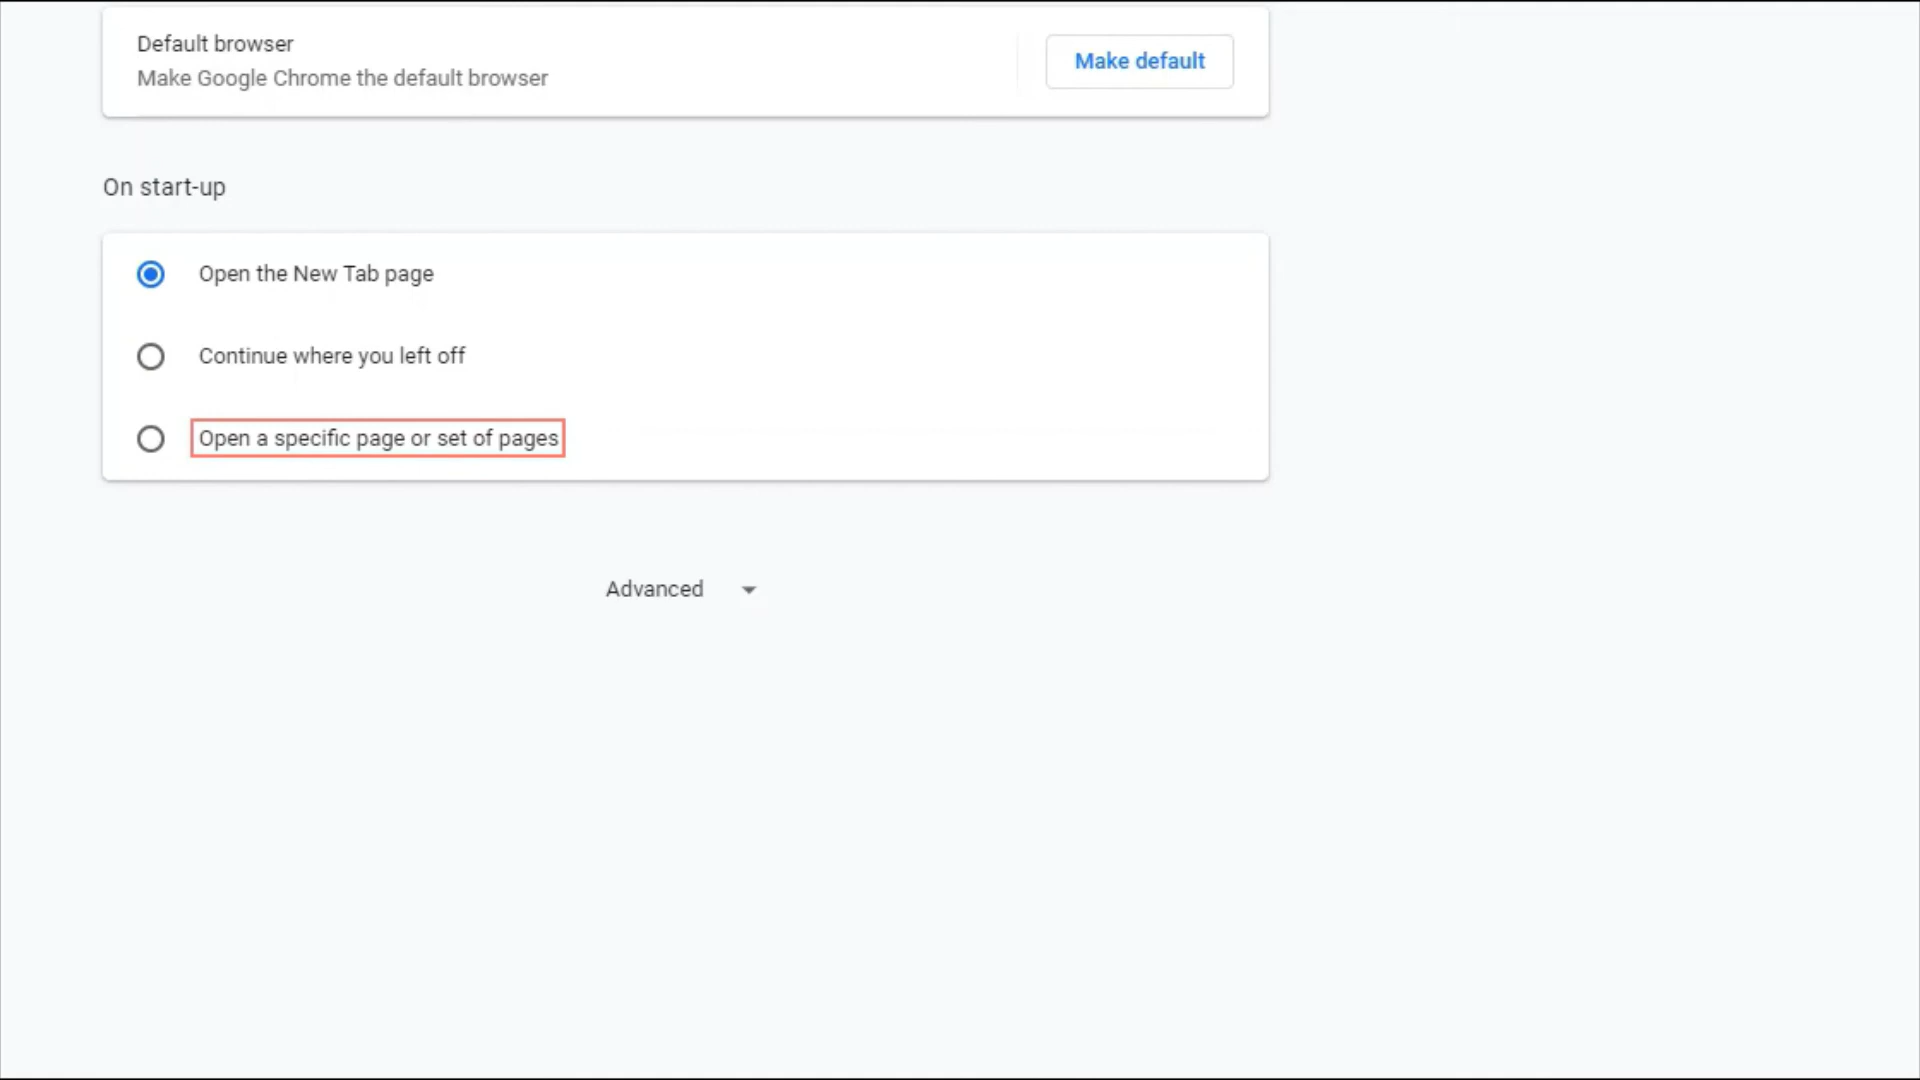 Default browser
Make Google Chrome the default browser
Make default
On start-up
Open the New Tab page
Continue where you left off
Open a specific page or set of pages
Advanced